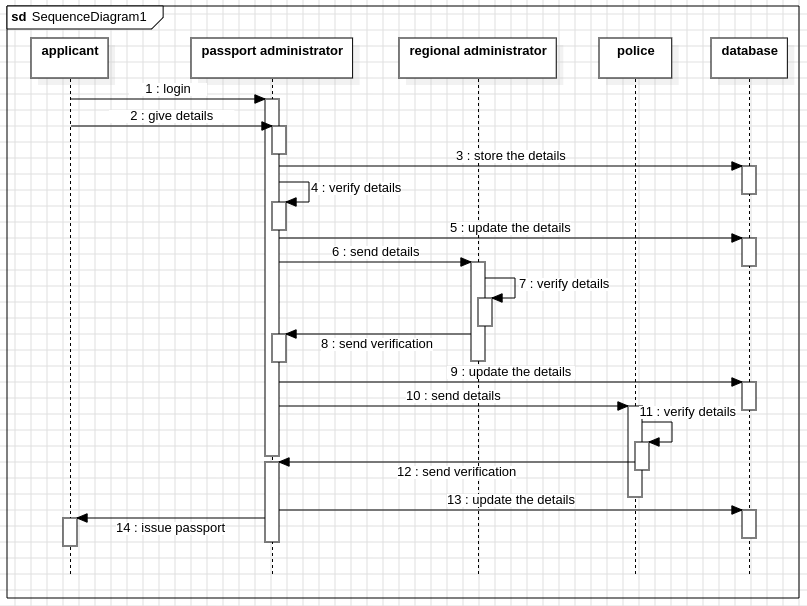 sd SequenceDiagram1
applicant
passport administrator
regional administrator
police
database
1 : login
2 : give details
3 : store the details
4 : verify details
5 : update the details
6 : send details
7 : verify details
8 : send verification
9 : update the details
10 : send details
11 : verify details
12 : send verification
13 : update the details
14 : issue passport